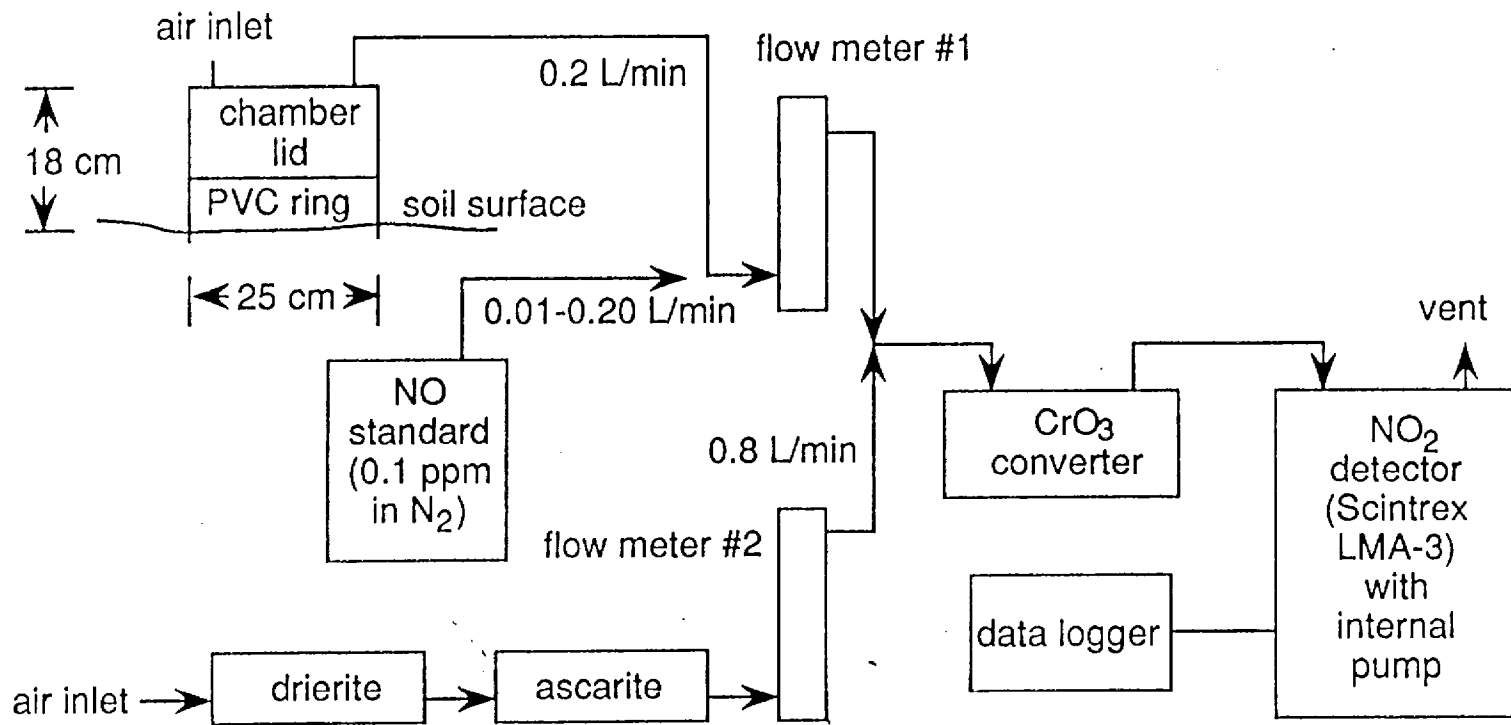 air inlet
flow meter #1
0.2 L/min
chamber
lid
18 cm
PVC ring
soil surface
25 cm
0.01-0.20 L/min
vent
NO
standard
(0.1 ppm
in N2)
0.8 L/min
CrO3
converter
NO2
detector
(Scintrex
LMA-3)
with
internal
pump
flow meter #2
data logger
air inlet
drierite
ascarite